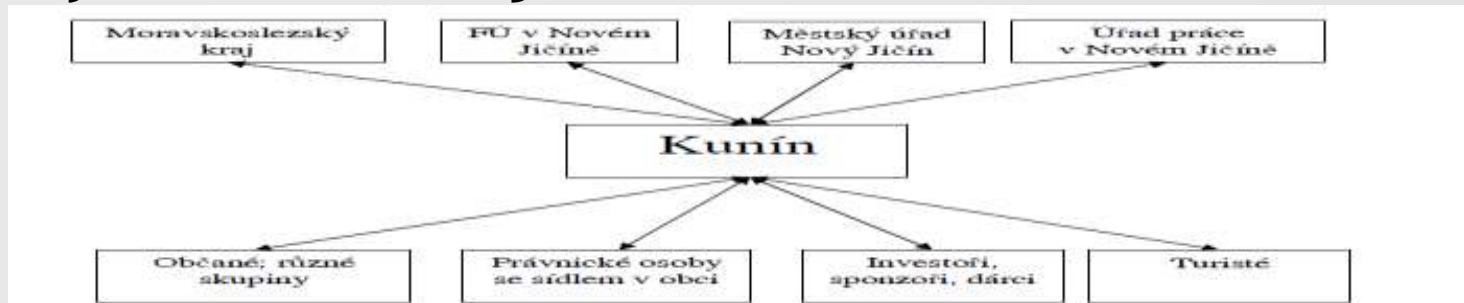 Moravskoslezský
kraj
FÚ v Novém
Jičíně
Městský úřad
Nový Jičín
Úřad práce
v Novém Jičíně
Kunín
Občané; různé
skupiny
Právnické osoby
se sídlem v obci
Investoři,
sponzoři, dárci
Turisté